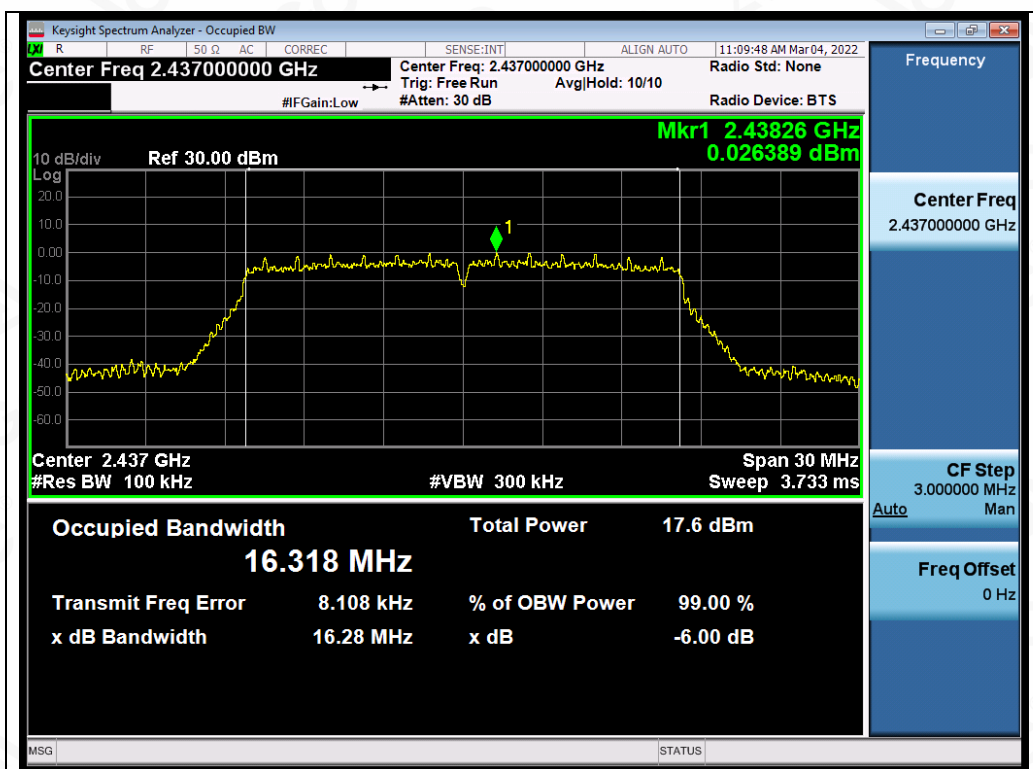 Keysight Spectrum Analyzer - Occupied BW
LXI R RF 50 Ω AC CORREC SENSE:INT ALIGN AUTO 11:09:48 AM Mar 04, 2022
Center Freq 2.437000000 GHz
Center Freq: 2.437000000 GHz
Radio Std: None
Trig: Free Run Avg|Hold: 10/10
#IFGain:Low #Atten: 30 dB Radio Device: BTS
Mkr1 2.43826 GHz
0.026389 dBm
10 dB/div Ref 30.00 dBm
Log
20.0
10.0
0.00
-10.0
-20.0
-30.0
-40.0
-50.0
-60.0
1
Center 2.437 GHz Span 30 MHz
#Res BW 100 kHz #VBW 300 kHz Sweep 3.733 ms
Occupied Bandwidth Total Power 17.6 dBm
16.318 MHz
Transmit Freq Error 8.108 kHz % of OBW Power 99.00 %
x dB Bandwidth 16.28 MHz x dB -6.00 dB
Frequency
Center Freq
2.437000000 GHz
CF Step
3.000000 MHz
Auto Man
Freq Offset
0 Hz
MSG STATUS